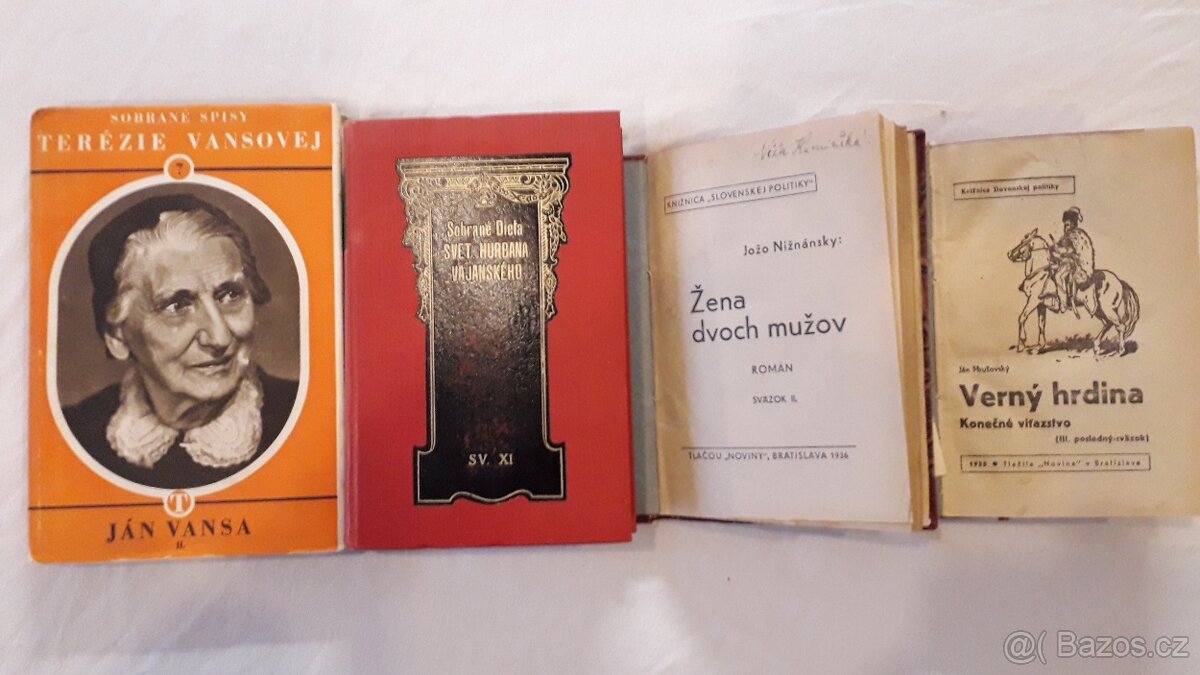 SOBRANÉ SPISY
TERÉZIE VANSOVEJ
7
T
JÁN VANSA
II.
Sobrané Diela
SVET. HURBANA
VAJANSKÉHO
SV. XI
KNIŽNICA „SLOVENSKEJ POLITIKY"
Jožo Nižnánsky:
Žena
dvoch mužov
ROMÁN
SVÄZOK II.
TLAČOU „NOVINY", BRATISLAVA 1936
Knižnica Slovenskej politiky
Ján Hrušovský
Verný hrdina
Konečné víťazstvo
(III. posledný sväzok)
1935 • Tlačila „Novina" v Bratislave
@( Bazos.cz